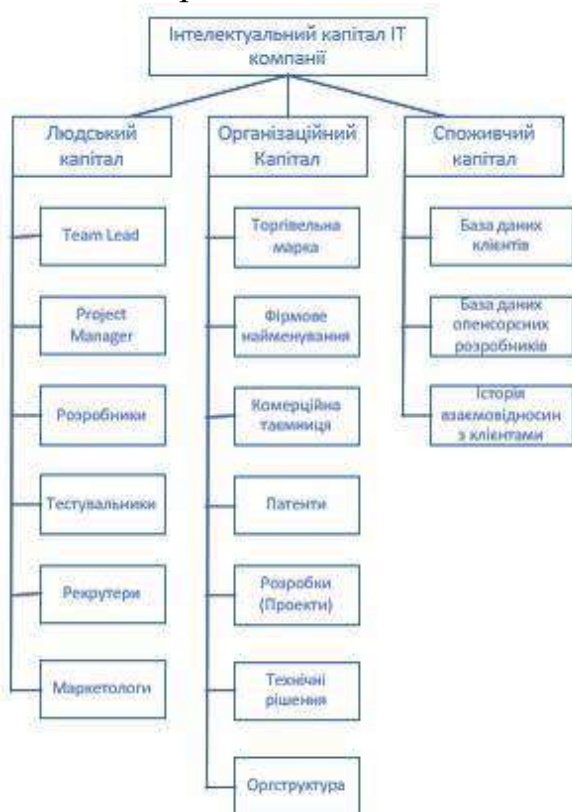 Інтелектуальний капітал ІТ
компанії
Людський
капітал
Організаційний
Капітал
Споживчий
капітал
Team Lead
Project
Manager
Розробники
Тестувальники
Рекрутери
Маркетологи
Торгівельна
марка
Фірмове
найменування
Комерційна
таємниця
Патенти
Розробки
(Проекти)
Технічні
рішення
Оргструктура
База даних
клієнтів
База даних
опенсорсних
розробників
Історія
взаємовідносин
з клієнтами